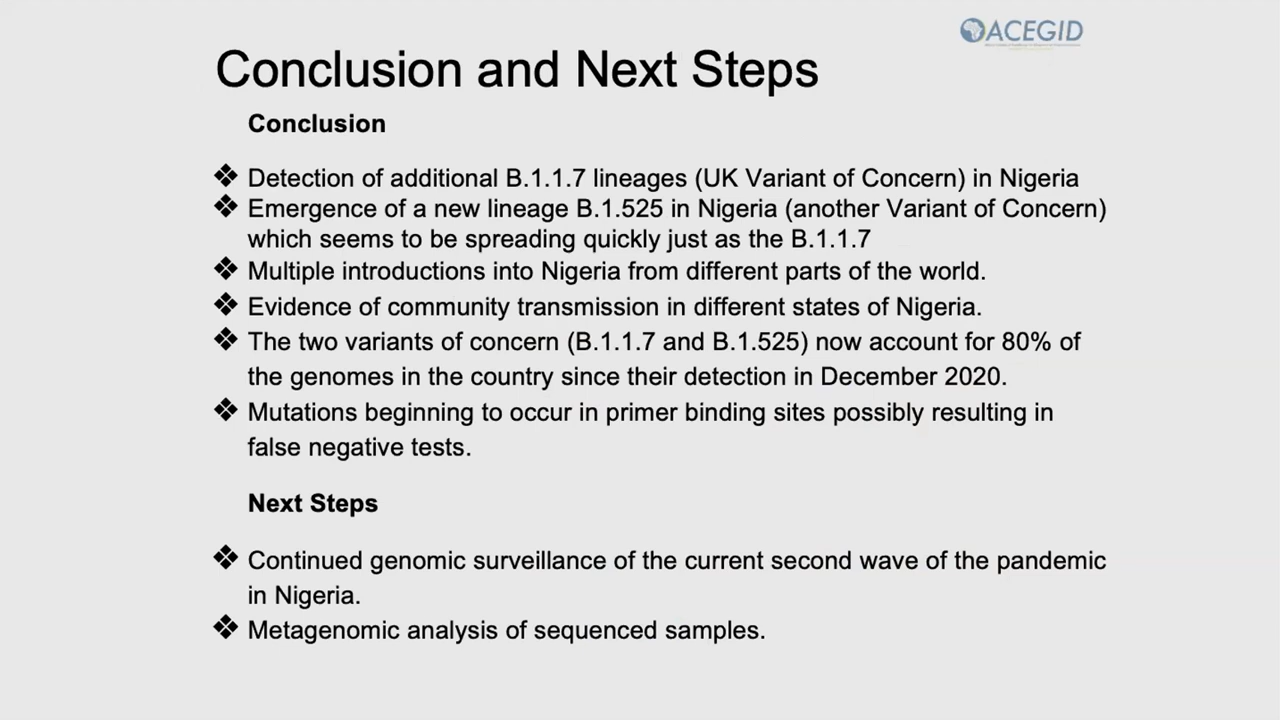 ACEGID
Conclusion and Next Steps
Conclusion
❖ Detection of additional B.1.1.7 lineages (UK Variant of Concern) in Nigeria
❖ Emergence of a new lineage B.1.525 in Nigeria (another Variant of Concern)
which seems to be spreading quickly just as the B.1.1.7
❖ Multiple introductions into Nigeria from different parts of the world.
❖ Evidence of community transmission in different states of Nigeria.
❖ The two variants of concern (B.1.1.7 and B.1.525) now account for 80% of
the genomes in the country since their detection in December 2020.
❖ Mutations beginning to occur in primer binding sites possibly resulting in
false negative tests.
Next Steps
❖ Continued genomic surveillance of the current second wave of the pandemic
in Nigeria.
❖ Metagenomic analysis of sequenced samples.